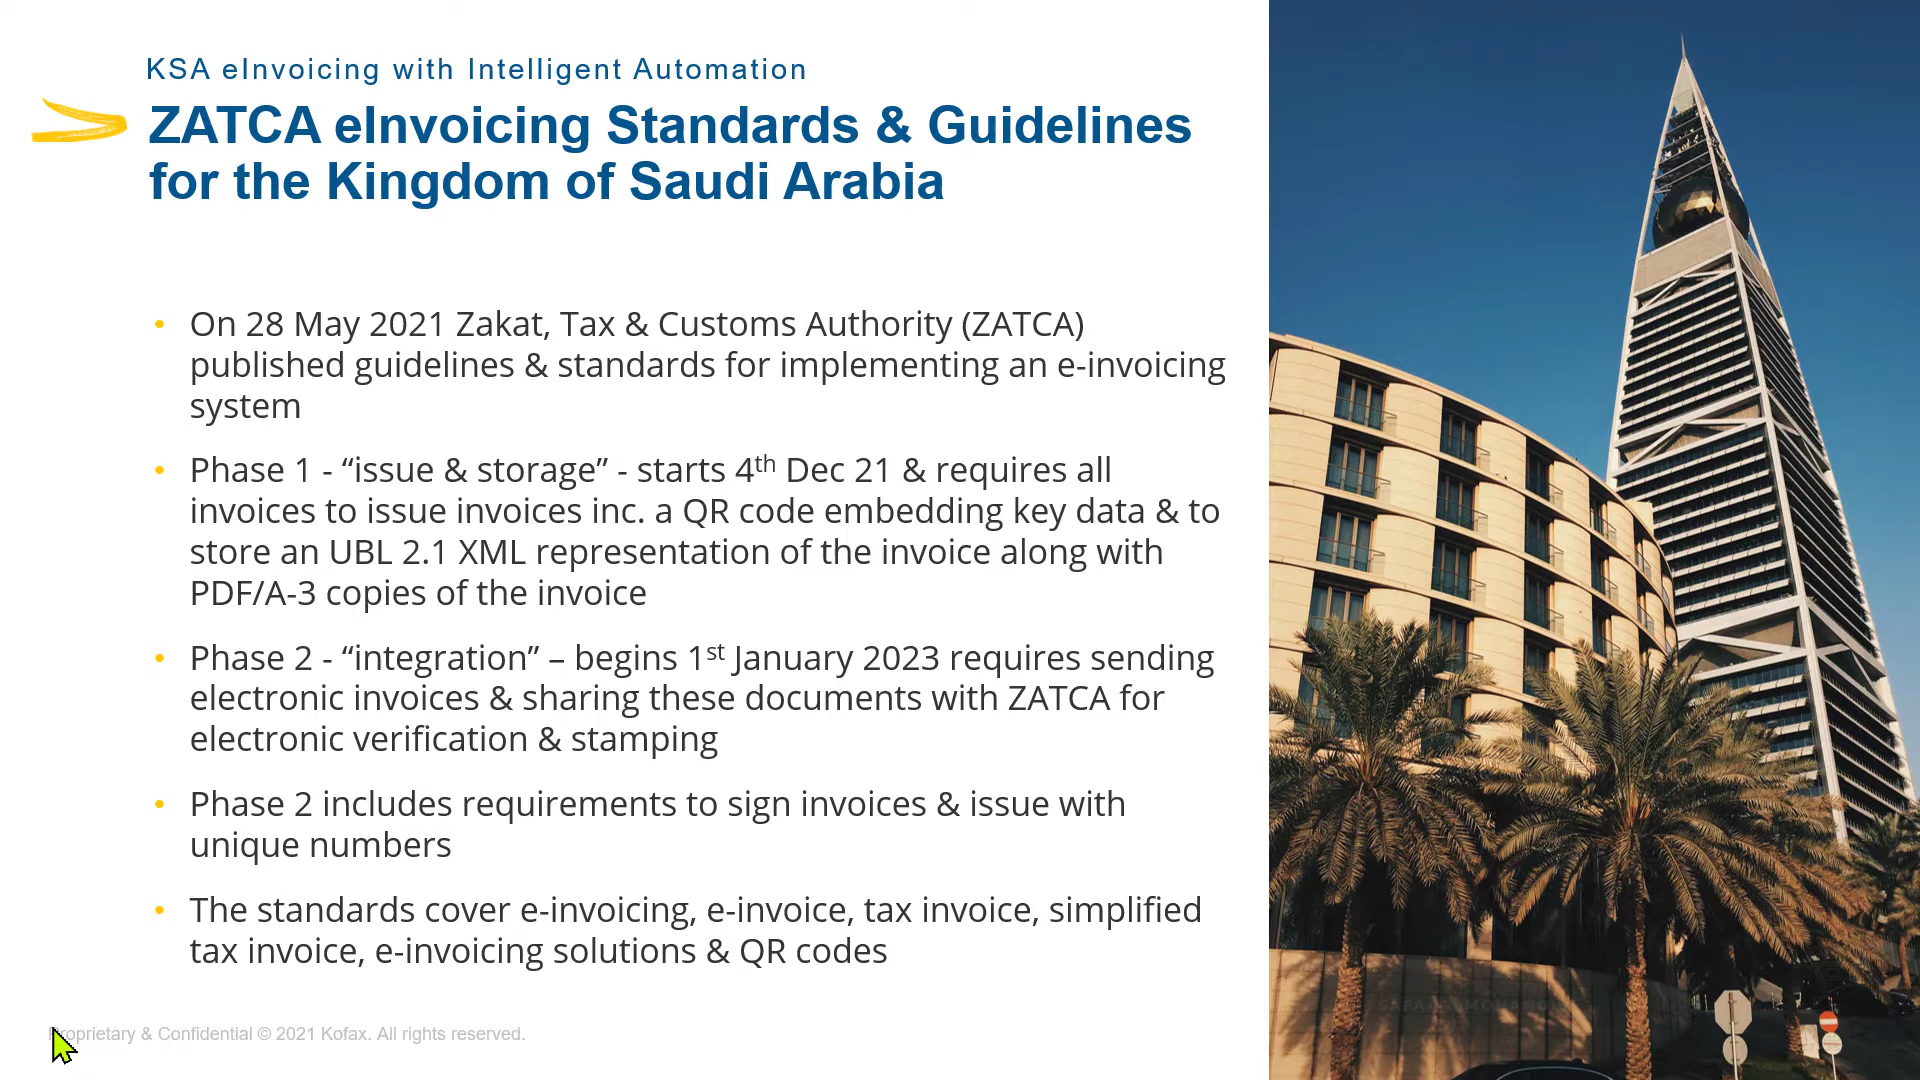 KSA eInvoicing with Intelligent Automation
ZATCA eInvoicing Standards & Guidelines
for the Kingdom of Saudi Arabia
• On 28 May 2021 Zakat, Tax & Customs Authority (ZATCA)
published guidelines & standards for implementing an e-invoicing
system
• Phase 1 - “issue & storage” - starts 4th Dec 21 & requires all
invoices to issue invoices inc. a QR code embedding key data & to
store an UBL 2.1 XML representation of the invoice along with
PDF/A-3 copies of the invoice
• Phase 2 - “integration” – begins 1st January 2023 requires sending
electronic invoices & sharing these documents with ZATCA for
electronic verification & stamping
• Phase 2 includes requirements to sign invoices & issue with
unique numbers
• The standards cover e-invoicing, e-invoice, tax invoice, simplified
tax invoice, e-invoicing solutions & QR codes
Proprietary & Confidential © 2021 Kofax. All rights reserved.